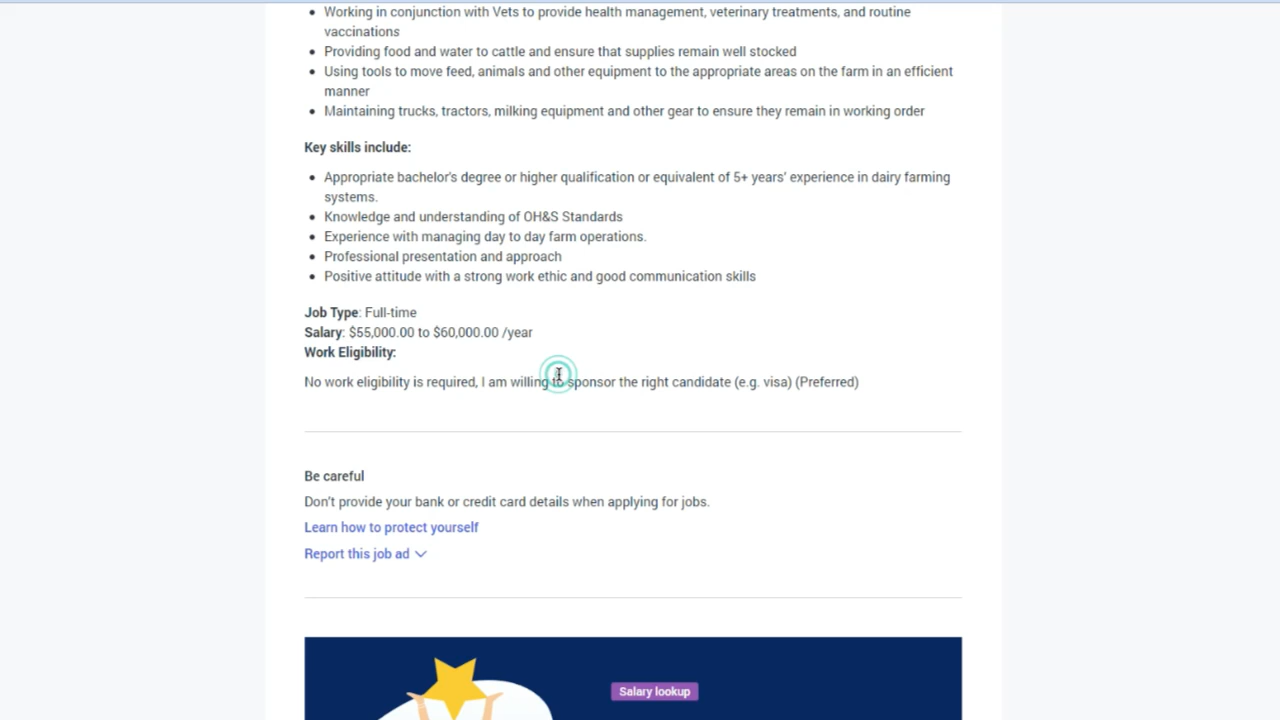 Working in conjunction with Vets to provide health management, veterinary treatments, and routine
vaccinations
Providing food and water to cattle and ensure that supplies remain well stocked
Using tools to move feed, animals and other equipment to the appropriate areas on the farm in an efficient
manner
Maintaining trucks, tractors, milking equipment and other gear to ensure they remain in working order
Key skills include:
Appropriate bachelor's degree or higher qualification or equivalent of 5+ years' experience in dairy farming
systems.
Knowledge and understanding of OH&S Standards
Experience with managing day to day farm operations.
Professional presentation and approach
Positive attitude with a strong work ethic and good communication skills
Job Type: Full-time
Salary: $55,000.00 to $60,000.00 /year
Work Eligibility:
No work eligibility is required, I am willing to sponsor the right candidate (e.g. visa) (Preferred)
Be careful
Don't provide your bank or credit card details when applying for jobs.
Learn how to protect yourself
Report this job ad
Salary lookup